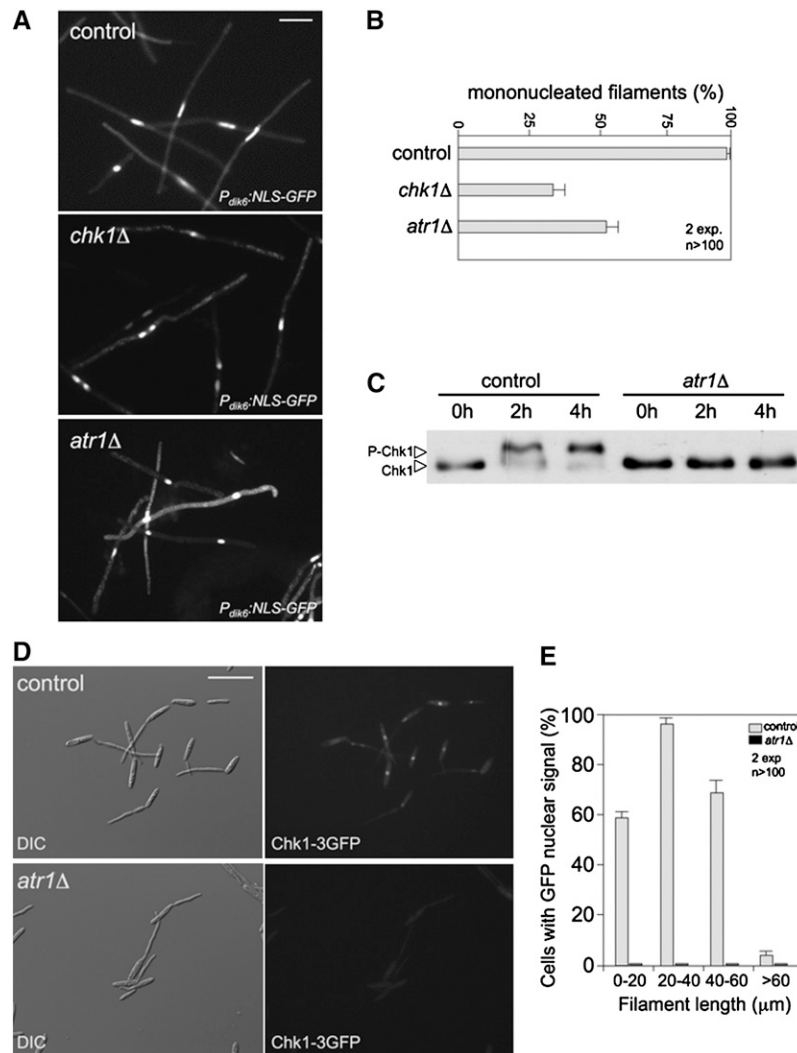 A
control
P_dik6:NLS-GFP
chk1Δ
P_dik6:NLS-GFP
atr1Δ
P_dik6:NLS-GFP
B
mononucleated filaments (%)
0 25 50 75 100
control
chk1Δ
atr1Δ
2 exp.
n>100
C
control atr1Δ
0h 2h 4h 0h 2h 4h
P-Chk1
Chk1
D
control
DIC
Chk1-3GFP
atr1Δ
DIC
Chk1-3GFP
E
Cells with GFP nuclear signal (%)
100
80
60
40
20
0
control
atr1Δ
2 exp
n>100
0-20 20-40 40-60 >60
Filament length (μm)